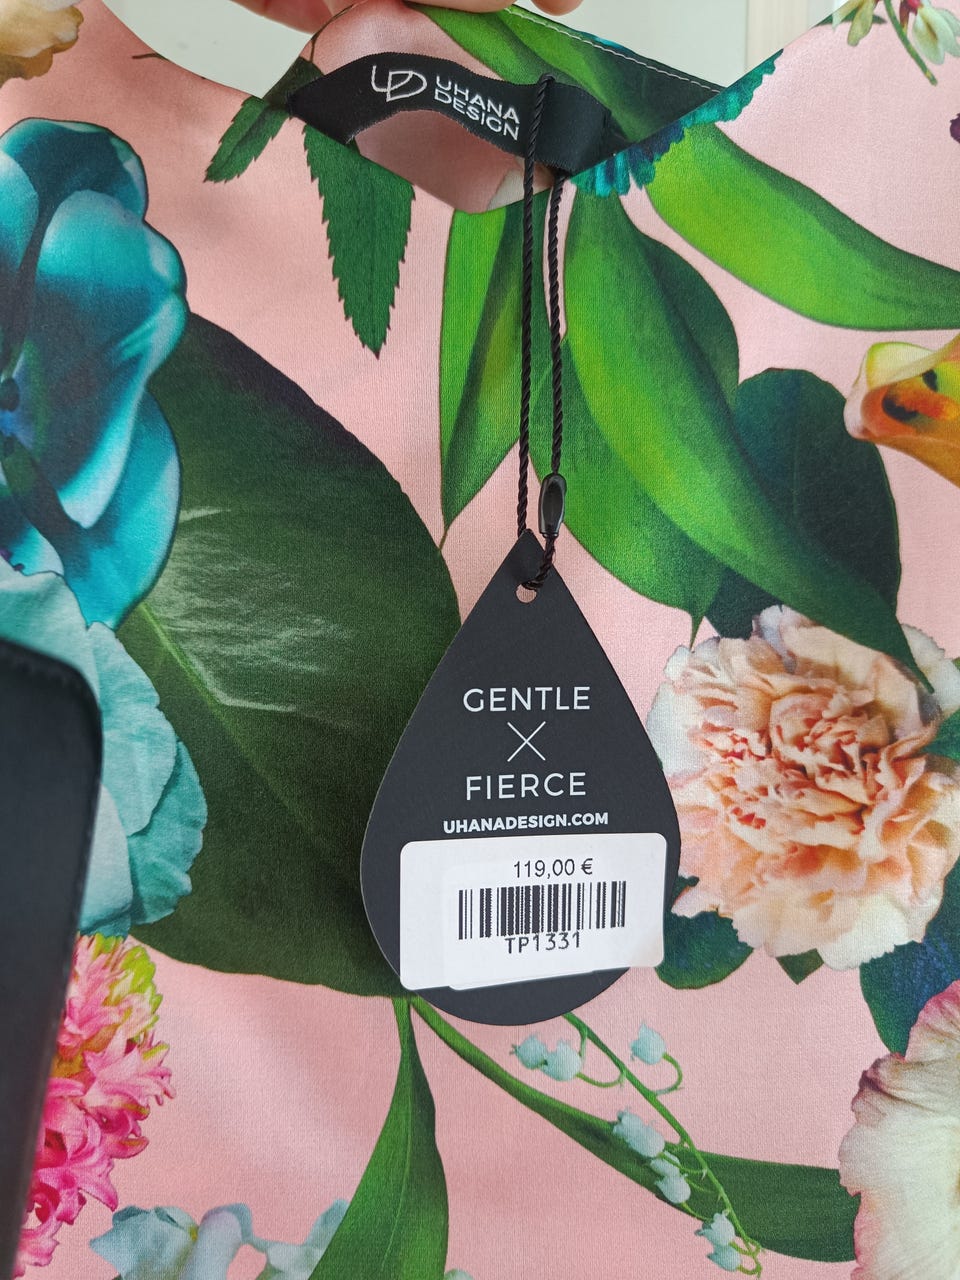 UHANA
DESIGN
GENTLE
X
FIERCE
UHANADESIGN.COM
119,00 €
TP1331